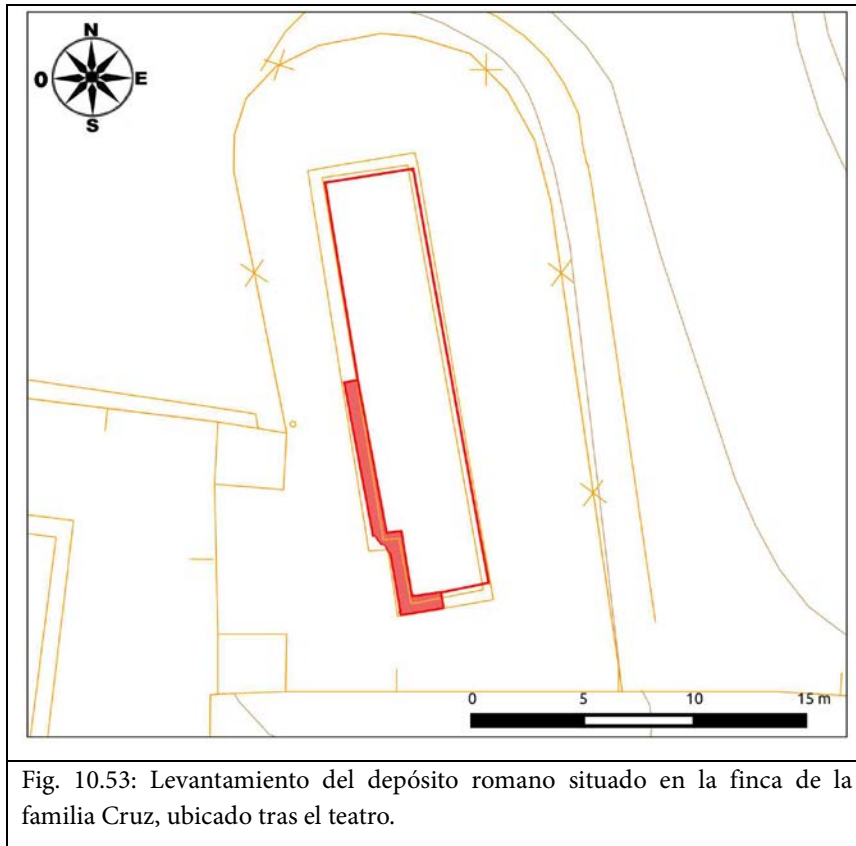 N
O E
S
0 5 10 15 m
Fig. 10.53: Levantamiento del depósito romano situado en la finca de la
familia Cruz, ubicado tras el teatro.